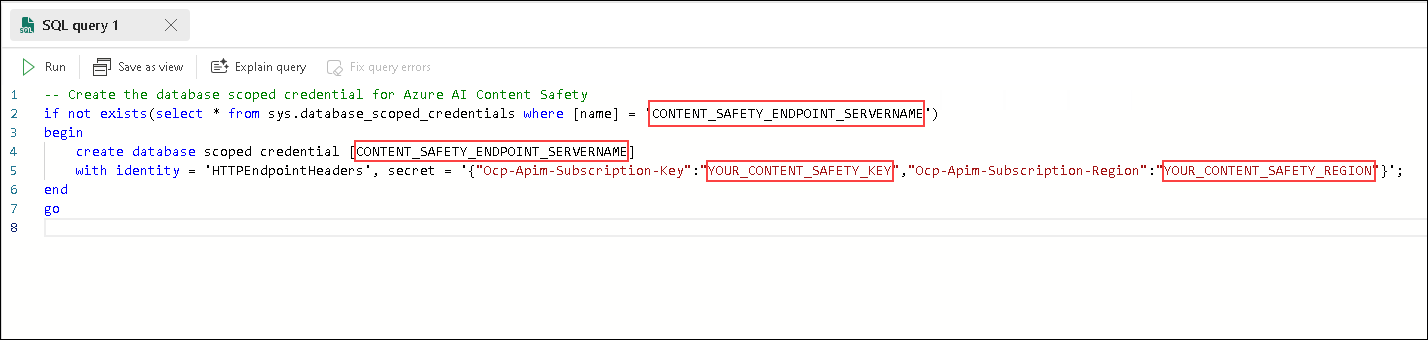 SQL query 1
Run Save as view Explain query Fix query errors
1 -- Create the database scoped credential for Azure AI Content Safety
2 if not exists(select * from sys.database_scoped_credentials where [name] = 'CONTENT_SAFETY_ENDPOINT_SERVERNAME')
3 begin
4 create database scoped credential [CONTENT_SAFETY_ENDPOINT_SERVERNAME]
5 with identity = 'HTTPEndpointHeaders', secret = '{"Ocp-Apim-Subscription-Key":"YOUR_CONTENT_SAFETY_KEY","Ocp-Apim-Subscription-Region":"YOUR_CONTENT_SAFETY_REGION"}';
6 end
7 go
8